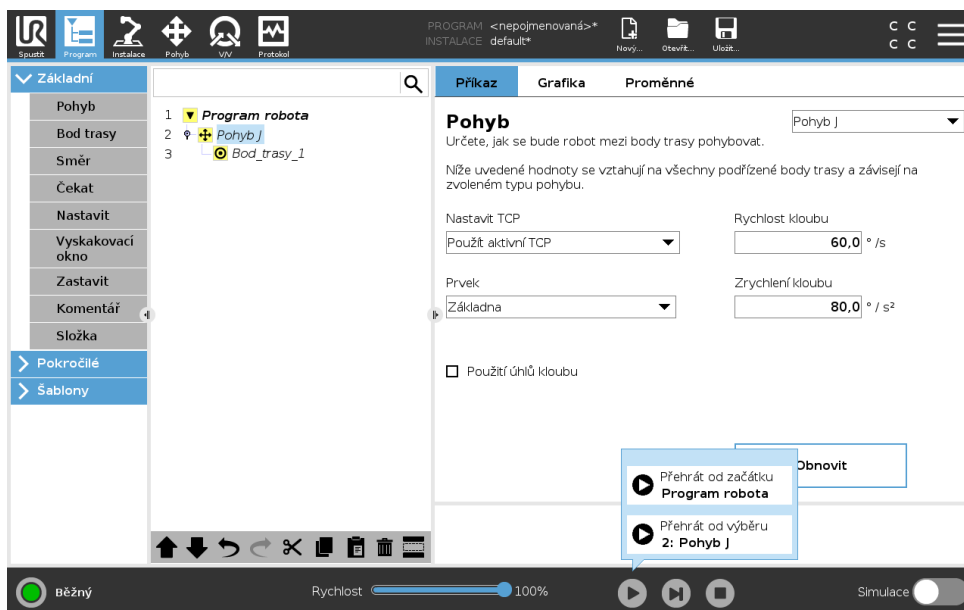 UR
PROGRAM <nepojmenovaná>*
INSTALACE default*
Spustit Program Instalace Pohyb V/V Protokol Nový... Otevřít... Uložit...
C C
C C
Základní
Pohyb
Bod trasy
Směr
Čekat
Nastavit
Vyskakovací
okno
Zastavit
Komentář
Složka
Pokročilé
Šablony
1 Program robota
2 Pohyb J
3 Bod_trasy_1
Příkaz Grafika Proměnné
Pohyb Pohyb J
Určete, jak se bude robot mezi body trasy pohybovat.
Níže uvedené hodnoty se vztahují na všechny podřízené body trasy a závisejí na
zvoleném typu pohybu.
Nastavit TCP Rychlost kloubu
Použít aktivní TCP 60,0 ° /s
Prvek Zrychlení kloubu
Základna 80,0 ° / s²
Použití úhlů kloubu
Obnovit
Přehrát od začátku
Program robota
Přehrát od výběru
2: Pohyb J
Běžný Rychlost 100% Simulace